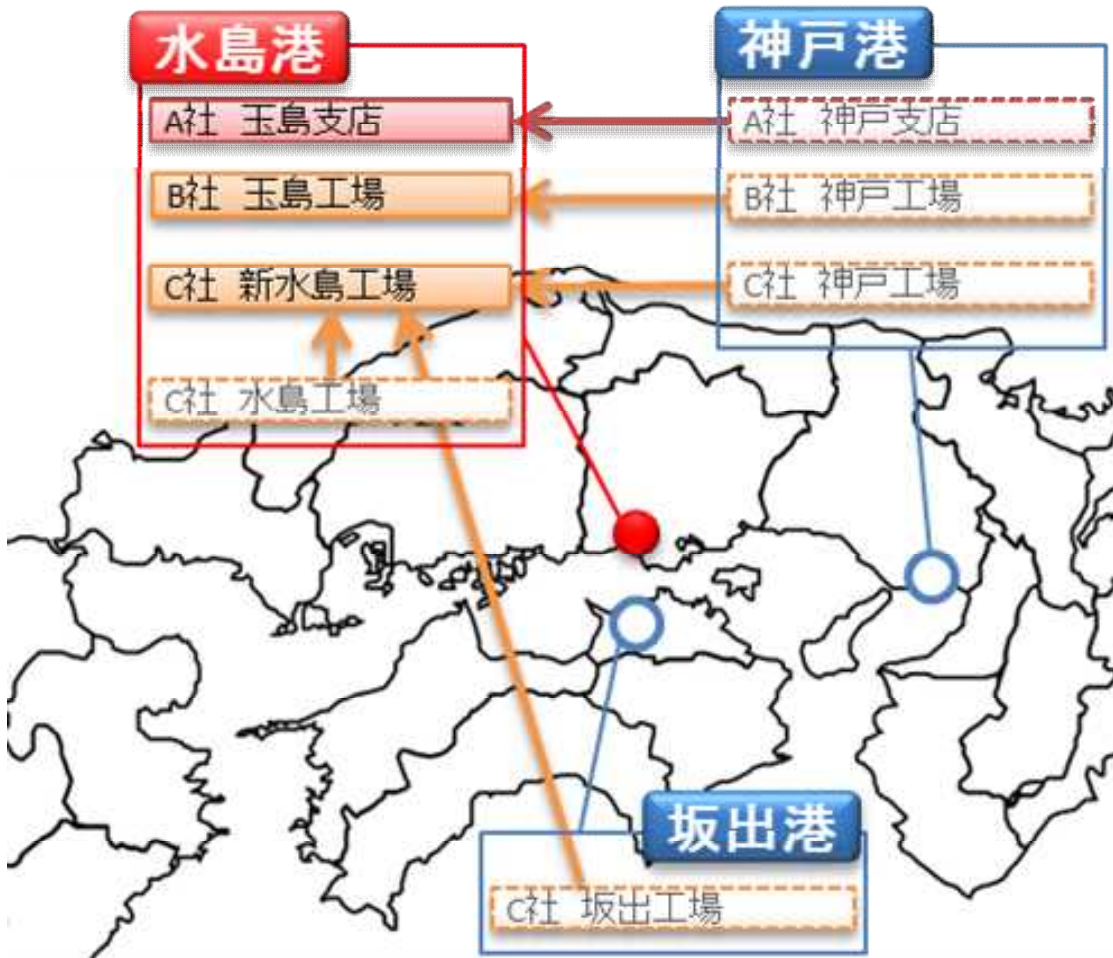 水島港
A社 玉島支店
B社 玉島工場
C社 新水島工場
C社 水島工場
神戸港
A社 神戸支店
B社 神戸工場
C社 神戸工場
坂出港
C社 坂出工場